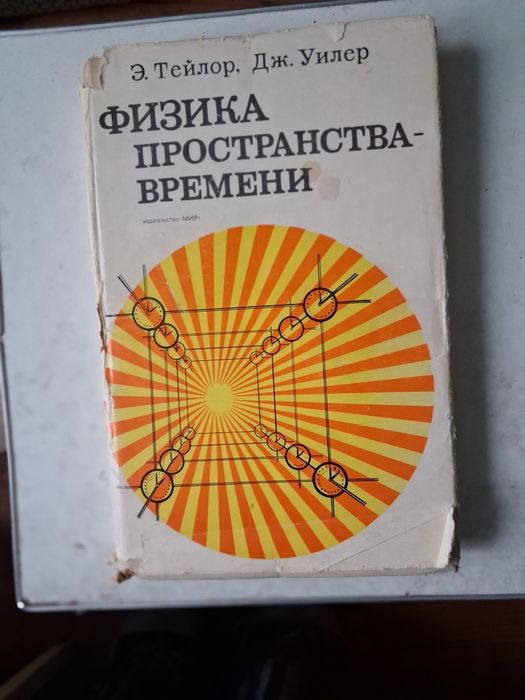 Э. Тейлор, Дж. Уилер
ФИЗИКА
ПРОСТРАНСТВА-
ВРЕМЕНИ
ИЗДАТЕЛЬСТВО «МИР»